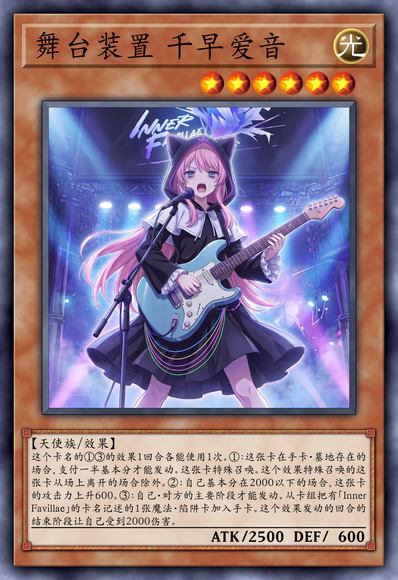 舞台装置 千早爱音
光
INNER
【天使族/效果】
这个卡名的①③的效果1回合各能使用1次。①:这张卡在手卡·墓地存在的
场合,支付一半基本分才能发动。这张卡特殊召唤。这个效果特殊召唤的这
张卡从场上离开的场合除外。②:自己基本分在2000以下的场合,这张卡
的攻击力上升600。③:自己·对方的主要阶段才能发动。从卡组把有「Inner
Favillae」的卡名记述的1张魔法·陷阱卡加入手卡。这个效果发动的回合的
结束阶段让自己受到2000伤害。
ATK/2500 DEF/ 600